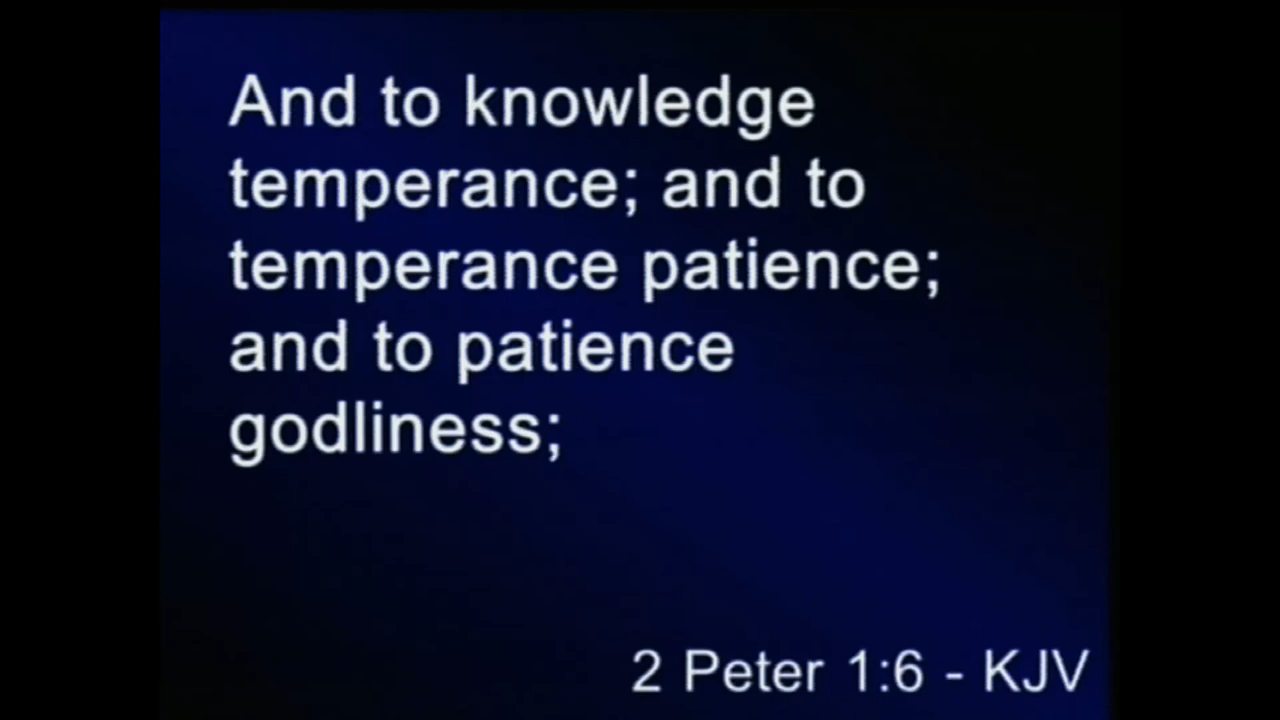 And to knowledge
temperance; and to
temperance patience;
and to patience
godliness;
2 Peter 1:6 - KJV